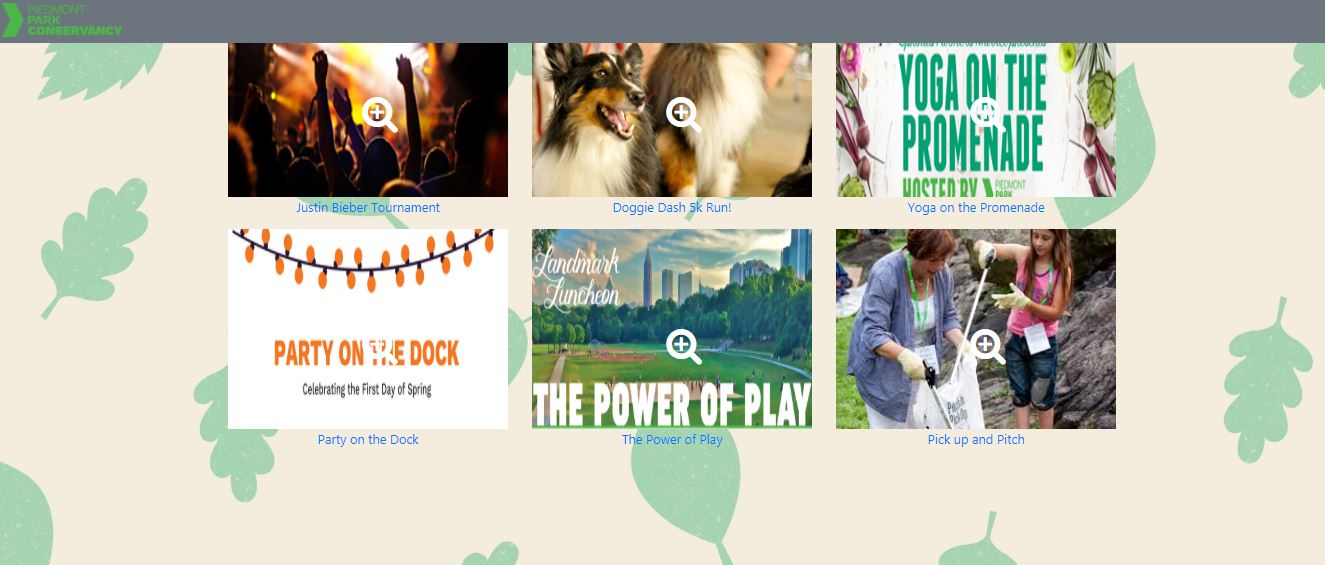 PIEDMONT
PARK
CONSERVANCY
YOGA ON THE
PROMENADE
HOSTED BY PIEDMONT
PARK
Justin Bieber Tournament
Doggie Dash 5k Run!
Yoga on the Promenade
PARTY ON THE DOCK
Celebrating the First Day of Spring
Landmark
Luncheon
THE POWER OF PLAY
Party on the Dock
The Power of Play
Pick up and Pitch